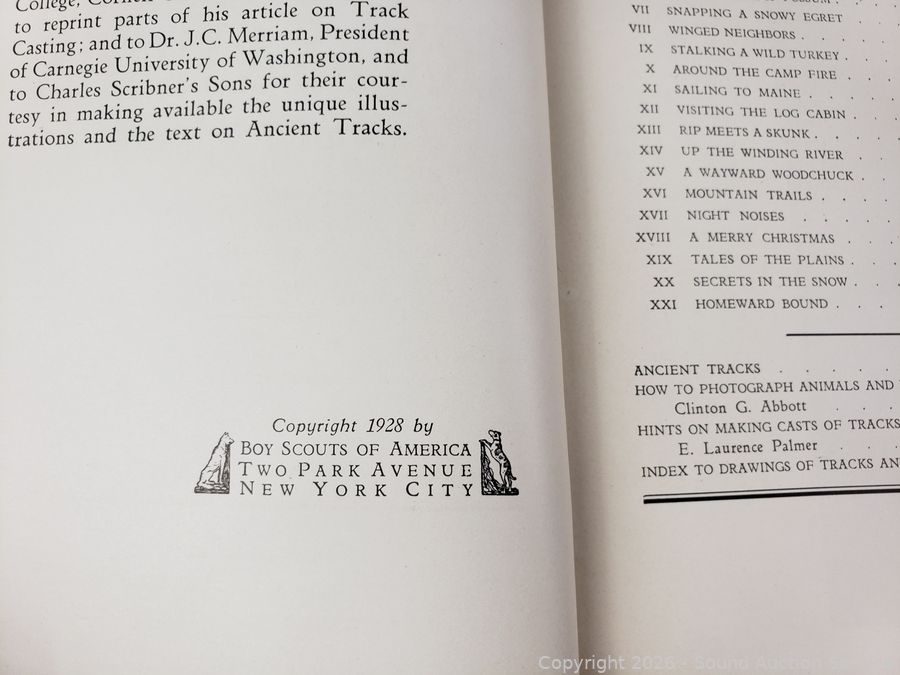 College,
to reprint parts of his article on Track
Casting; and to Dr. J.C. Merriam, President
of Carnegie University of Washington, and
to Charles Scribner's Sons for their cour-
tesy in making available the unique illus-
trations and the text on Ancient Tracks.
Copyright 1928 by
BOY SCOUTS OF AMERICA
TWO PARK AVENUE
NEW YORK CITY
VII SNAPPING A SNOWY EGRET . .
VIII WINGED NEIGHBORS . . . .
IX STALKING A WILD TURKEY . .
X AROUND THE CAMP FIRE . .
XI SAILING TO MAINE . . . .
XII VISITING THE LOG CABIN . .
XIII RIP MEETS A SKUNK . . . .
XIV UP THE WINDING RIVER . .
XV A WAYWARD WOODCHUCK . .
XVI MOUNTAIN TRAILS . . . .
XVII NIGHT NOISES . . . .
XVIII A MERRY CHRISTMAS . . .
XIX TALES OF THE PLAINS . . .
XX SECRETS IN THE SNOW . . .
XXI HOMEWARD BOUND . . . .
ANCIENT TRACKS . . . . .
HOW TO PHOTOGRAPH ANIMALS AND
Clinton G. Abbott . . .
HINTS ON MAKING CASTS OF TRACKS
E. Laurence Palmer . . .
INDEX TO DRAWINGS OF TRACKS
Copyright 2026 - Sound Auction